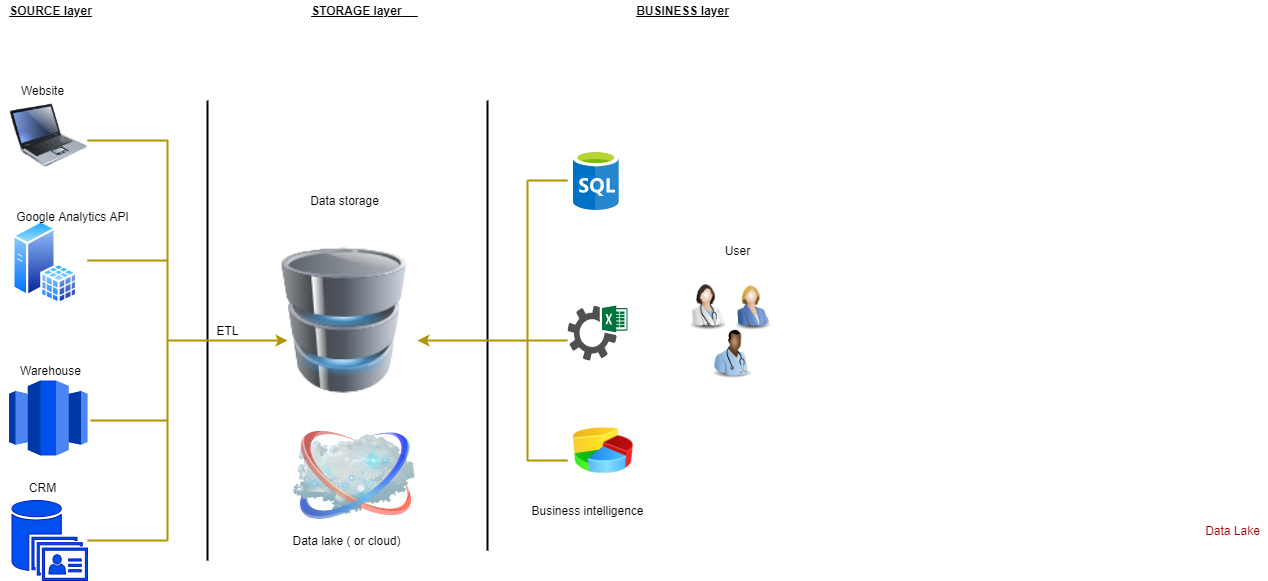 SOURCE layer
STORAGE layer
BUSINESS layer
Website
Google Analytics API
Warehouse
CRM
ETL
Data storage
Data lake ( or cloud)
SQL
X
Business intelligence
User
Data Lake